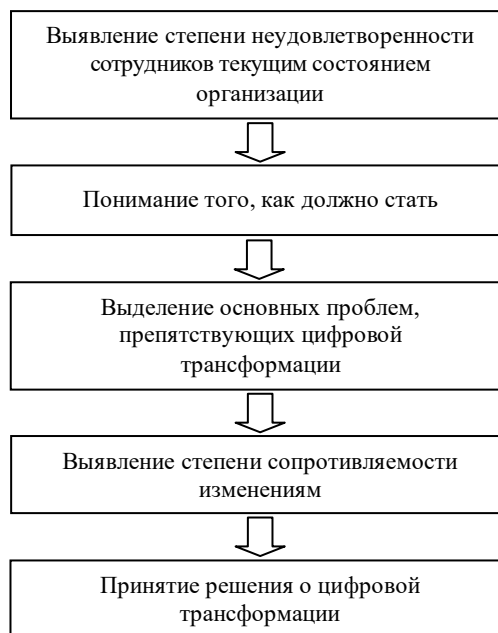 Выявление степени неудовлетворенности
сотрудников текущим состоянием
организации
Понимание того, как должно стать
Выделение основных проблем,
препятствующих цифровой
трансформации
Выявление степени сопротивляемости
изменениям
Принятие решения о цифровой
трансформации